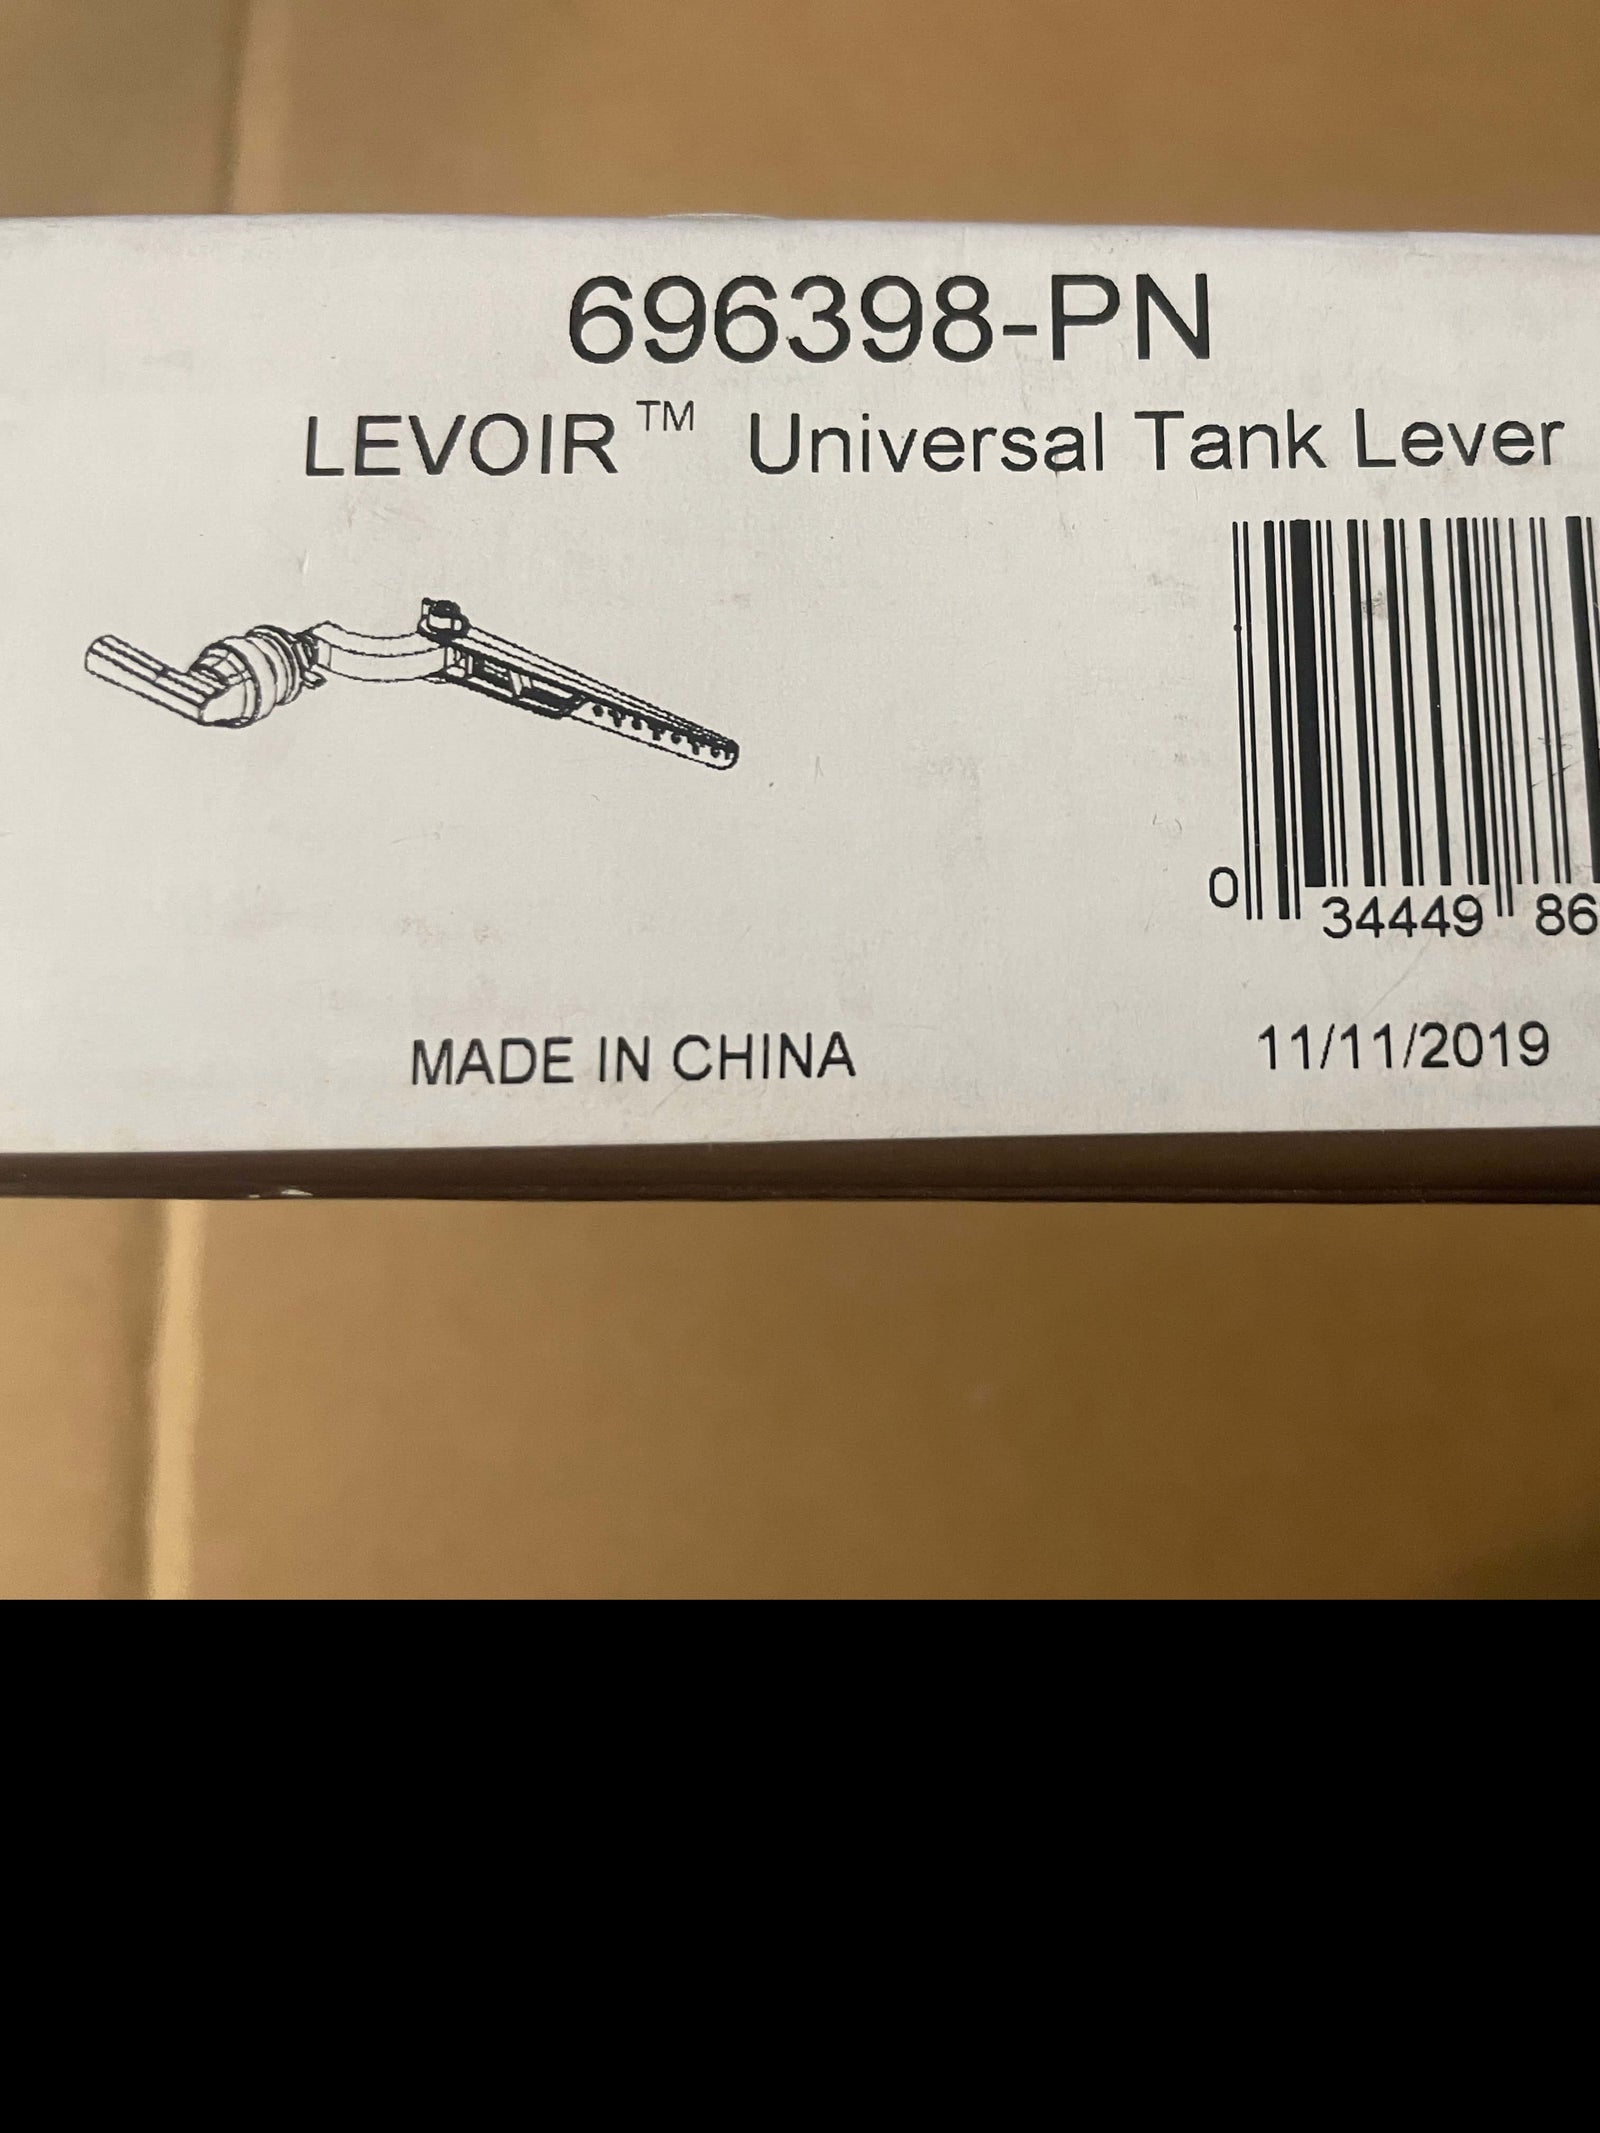 696398-PN
LEVOIR™ Universal Tank Lever
0 34449 86
MADE IN CHINA
11/11/2019